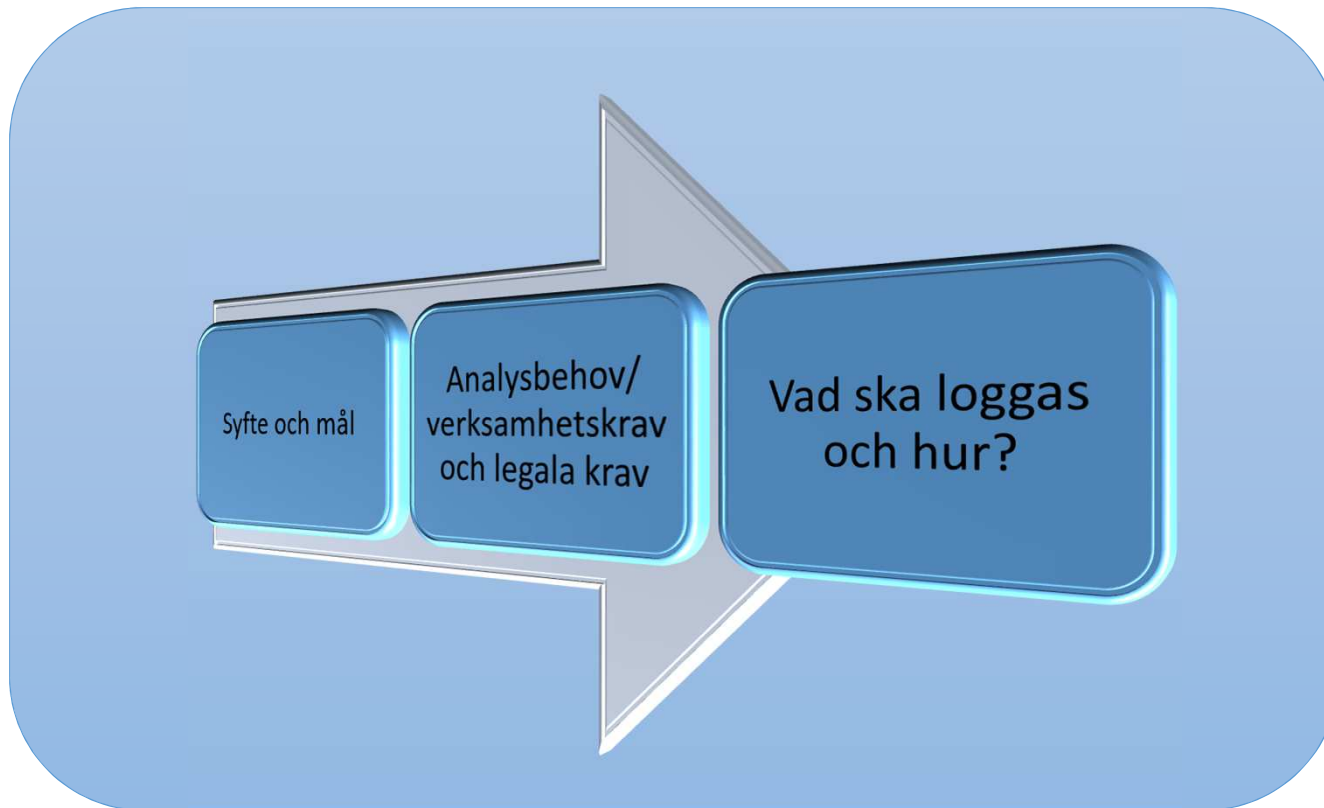 Syfte och mål
Analysbehov/
verksamhetskrav
och legala krav
Vad ska loggas
och hur?